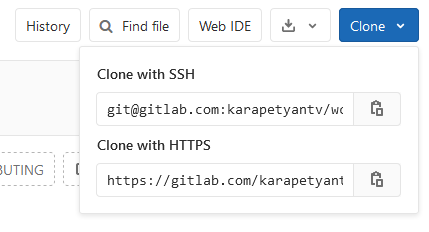 History Find file Web IDE Clone
Clone with SSH
git@gitlab.com:karapetyantv/wo
Clone with HTTPS
BUTING
https://gitlab.com/karapetyant